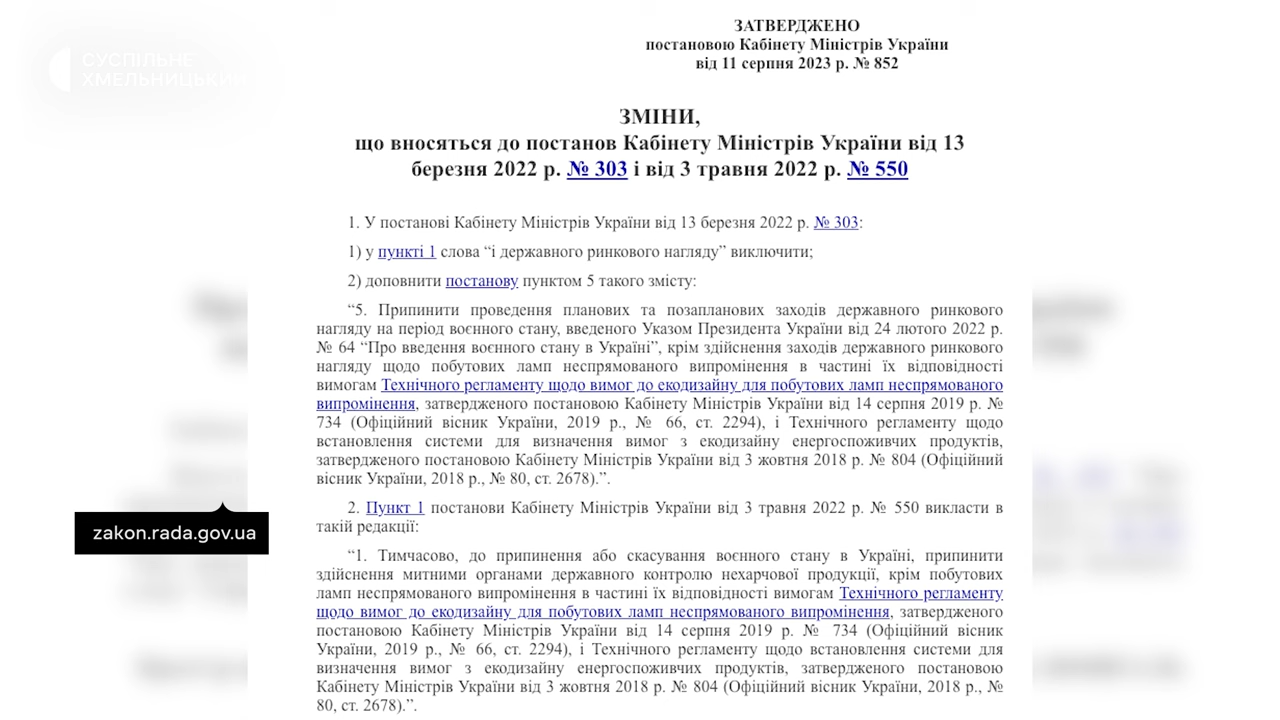 СУСПІЛЬНЕ
ХМЕЛЬНИЦЬКИЙ
ЗАТВЕРДЖЕНО
постановою Кабінету Міністрів України
від 11 серпня 2023 р. № 852
ЗМІНИ,
що вносяться до постанов Кабінету Міністрів України від 13
березня 2022 р. № 303 і від 3 травня 2022 р. № 550
1. У постанові Кабінету Міністрів України від 13 березня 2022 р. № 303:
1) у пункті 1 слова “і державного ринкового нагляду” виключити;
2) доповнити постанову пунктом 5 такого змісту:
“5. Припинити проведення планових та позапланових заходів державного ринкового
нагляду на період воєнного стану, введеного Указом Президента України від 24 лютого 2022 р.
№ 64 “Про введення воєнного стану в Україні”, крім здійснення заходів державного ринкового
нагляду щодо побутових ламп неспрямованого випромінення в частині їх відповідності
вимогам Технічного регламенту щодо вимог до екодизайну для побутових ламп неспрямованого
випромінення, затвердженого постановою Кабінету Міністрів України від 14 серпня 2019 р. №
734 (Офіційний вісник України, 2019 р., № 66, ст. 2294), і Технічного регламенту щодо
встановлення системи для визначення вимог з екодизайну енергоспоживчих продуктів,
затвердженого постановою Кабінету Міністрів України від 3 жовтня 2018 р. № 804 (Офіційний
вісник України, 2018 р., № 80, ст. 2678).”.
2. Пункт 1 постанови Кабінету Міністрів України від 3 травня 2022 р. № 550 викласти в
такій редакції:
zakon.rada.gov.ua
“1. Тимчасово, до припинення або скасування воєнного стану в Україні, припинити
здійснення митними органами державного контролю нехарчової продукції, крім побутових
ламп неспрямованого випромінення в частині їх відповідності вимогам Технічного регламенту
щодо вимог до екодизайну для побутових ламп неспрямованого випромінення, затвердженого
постановою Кабінету Міністрів України від 14 серпня 2019 р. № 734 (Офіційний вісник
України, 2019 р., № 66, ст. 2294), і Технічного регламенту щодо встановлення системи для
визначення вимог з екодизайну енергоспоживчих продуктів, затвердженого постановою
Кабінету Міністрів України від 3 жовтня 2018 р. № 804 (Офіційний вісник України, 2018 р., №
80, ст. 2678).”.